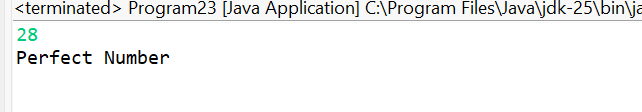 <terminated> Program23 [Java Application] C:\Program Files\Java\jdk-25\bin\ja
28
Perfect Number